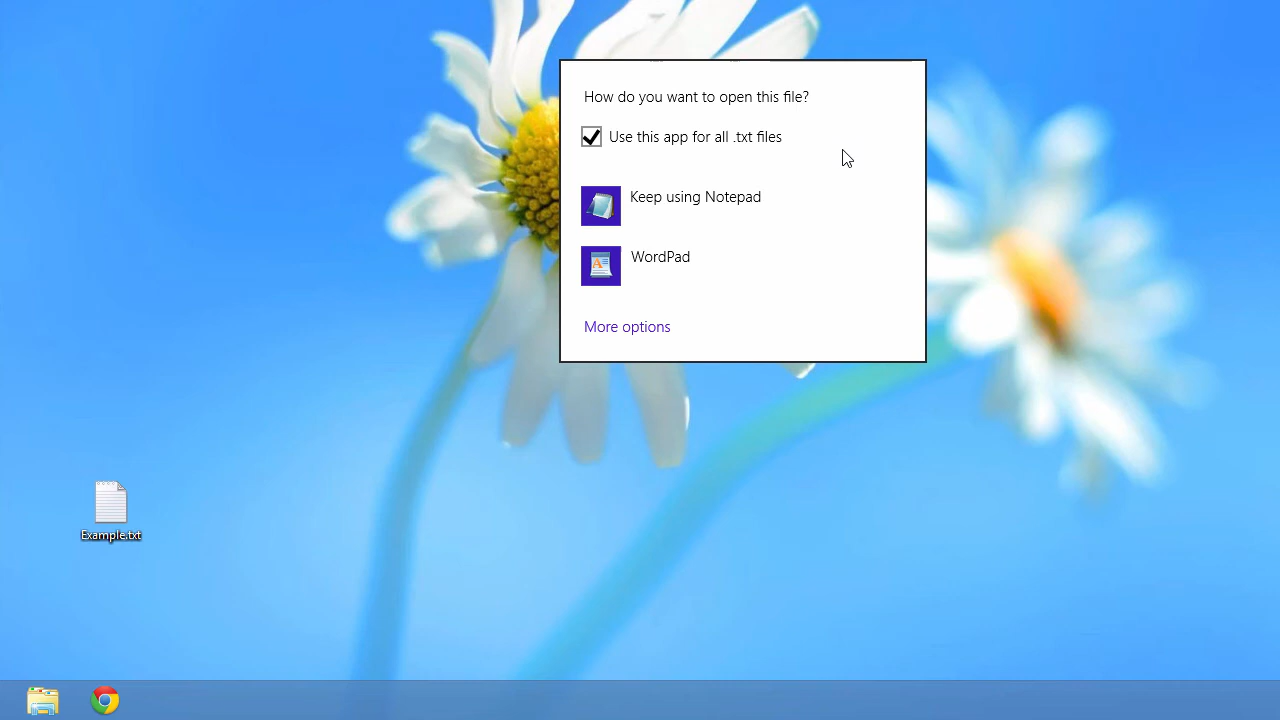 How do you want to open this file?
Use this app for all .txt files
Keep using Notepad
WordPad
More options
Example.txt